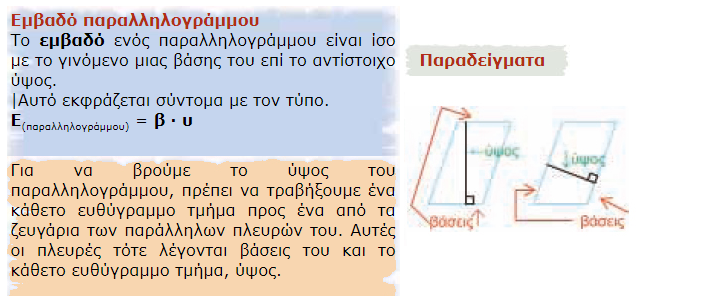 Εμβαδό παραλληλογράμμου
Το εμβαδό ενός παραλληλογράμμου είναι ίσο
με το γινόμενο μιας βάσης του επί το αντίστοιχο
ύψος.
|Αυτό εκφράζεται σύντομα με τον τύπο.
Ε(παραλληλογράμμου) = β · υ
Για να βρούμε το ύψος του
παραλληλογράμμου, πρέπει να τραβήξουμε ένα
κάθετο ευθύγραμμο τμήμα προς ένα από τα
ζευγάρια των παράλληλων πλευρών του. Αυτές
οι πλευρές τότε λέγονται βάσεις του και το
κάθετο ευθύγραμμο τμήμα, ύψος.
Παραδείγματα
ύψος
βάσεις
ύψος
βάσεις